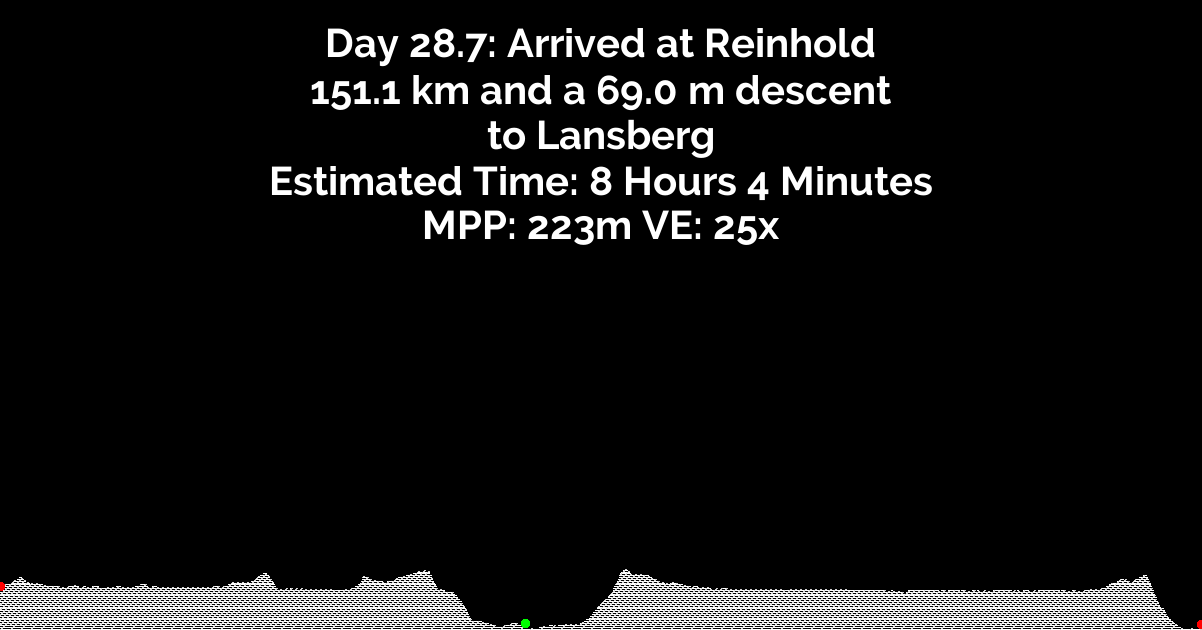 Day 28.7: Arrived at Reinhold
151.1 km and a 69.0 m descent
to Lansberg
Estimated Time: 8 Hours 4 Minutes
MPP: 223m VE: 25x